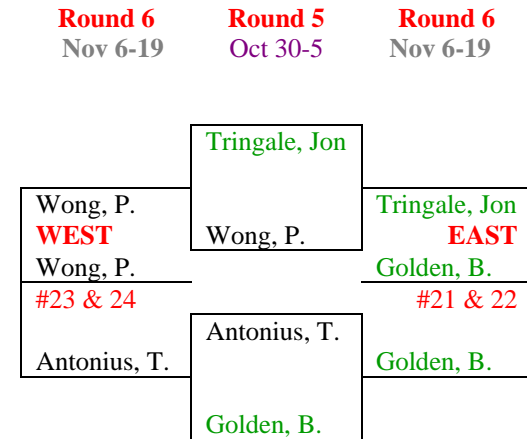 Round 6 Round 5 Round 6
Nov 6-19 Oct 30-5 Nov 6-19
Tringale, Jon
Wong, P. Tringale, Jon
WEST Wong, P. EAST
Wong, P. Golden, B.
#23 & 24 #21 & 22
Antonius, T.
Antonius, T. Golden, B.
Golden, B.